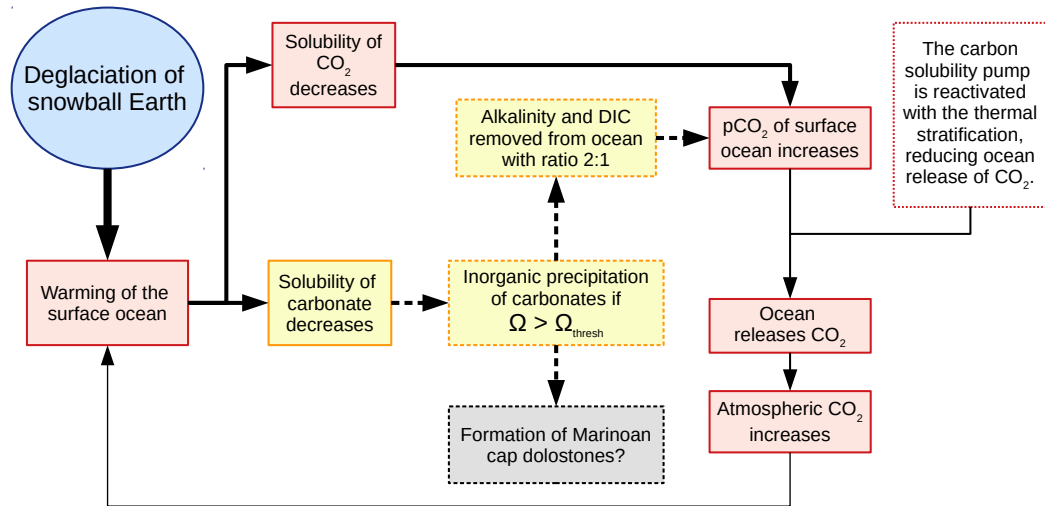 Deglaciation of
snowball Earth
Solubility of
CO₂
decreases
Alkalinity and DIC
removed from ocean
with ratio 2:1
pCO₂ of surface
ocean increases
The carbon
solubility pump
is reactivated
with the thermal
stratification,
reducing ocean
release of CO₂.
Warming of the
surface ocean
Solubility of
carbonate
decreases
Inorganic precipitation
of carbonates if
Ω > Ωthresh
Ocean
releases CO₂
Formation of Marinoan
cap dolostones?
Atmospheric CO₂
increases